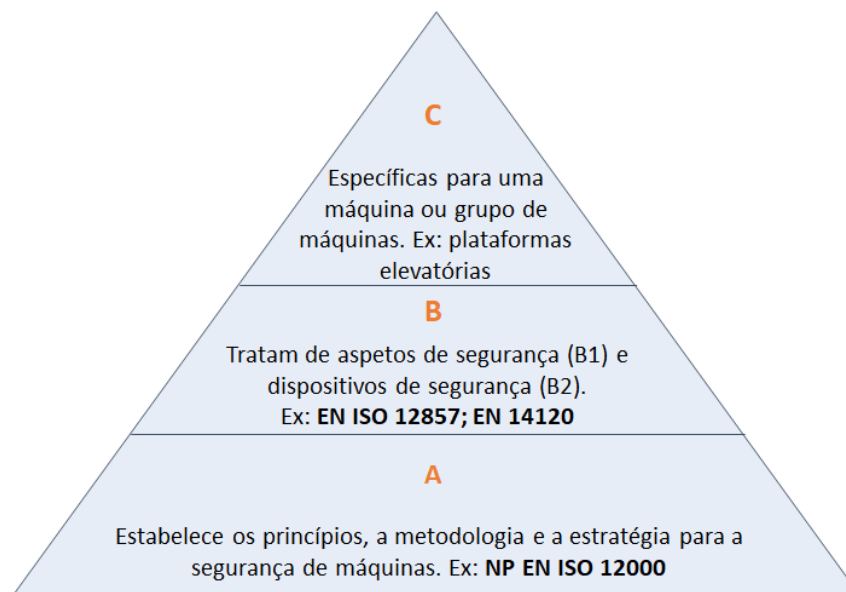 C
Específicas para uma
máquina ou grupo de
máquinas. Ex: plataformas
elevatórias
B
Tratam de aspetos de segurança (B1) e
dispositivos de segurança (B2).
Ex: EN ISO 12857; EN 14120
A
Estabelece os princípios, a metodologia e a estratégia para a
segurança de máquinas. Ex: NP EN ISO 12000